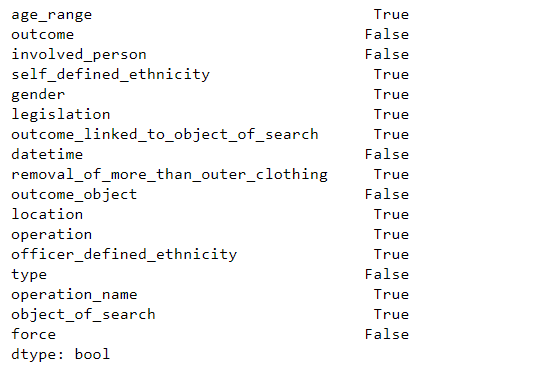 age_range                              True
outcome                               False
involved_person                       False
self_defined_ethnicity                 True
gender                                 True
legislation                            True
outcome_linked_to_object_of_search     True
datetime                              False
removal_of_more_than_outer_clothing    True
outcome_object                        False
location                               True
operation                              True
officer_defined_ethnicity              True
type                                  False
operation_name                         True
object_of_search                       True
force                                 False
dtype: bool